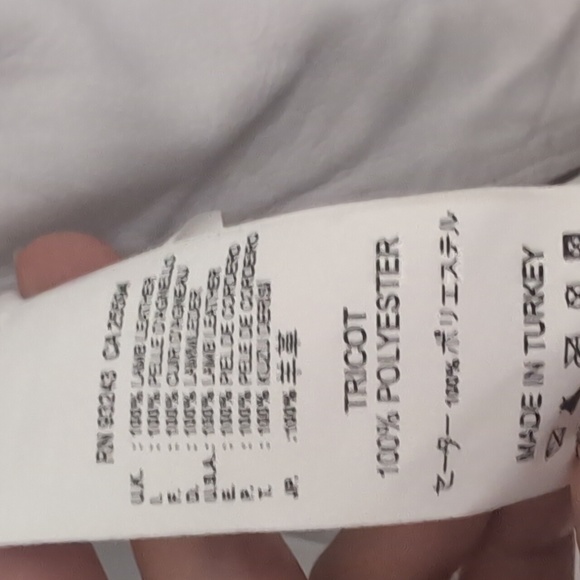 RN 93243 CA 25594
U.K. : 100% LAMB LEATHER
I. : 100% PELLE D'AGNELLO
F. : 100% CUIR D'AGNEAU
D. : 100% LAMMLEDER
U.S.A.: 100% LAMB LEATHER
E. : 100% PIEL DE CORDERO
P. : 100% PELE DE CORDERO
T. : 100% KUZU DERISI
JP. :100% 羊革
TRICOT
100% POLYESTER
セーター 100% ポリエステル
MADE IN TURKEY